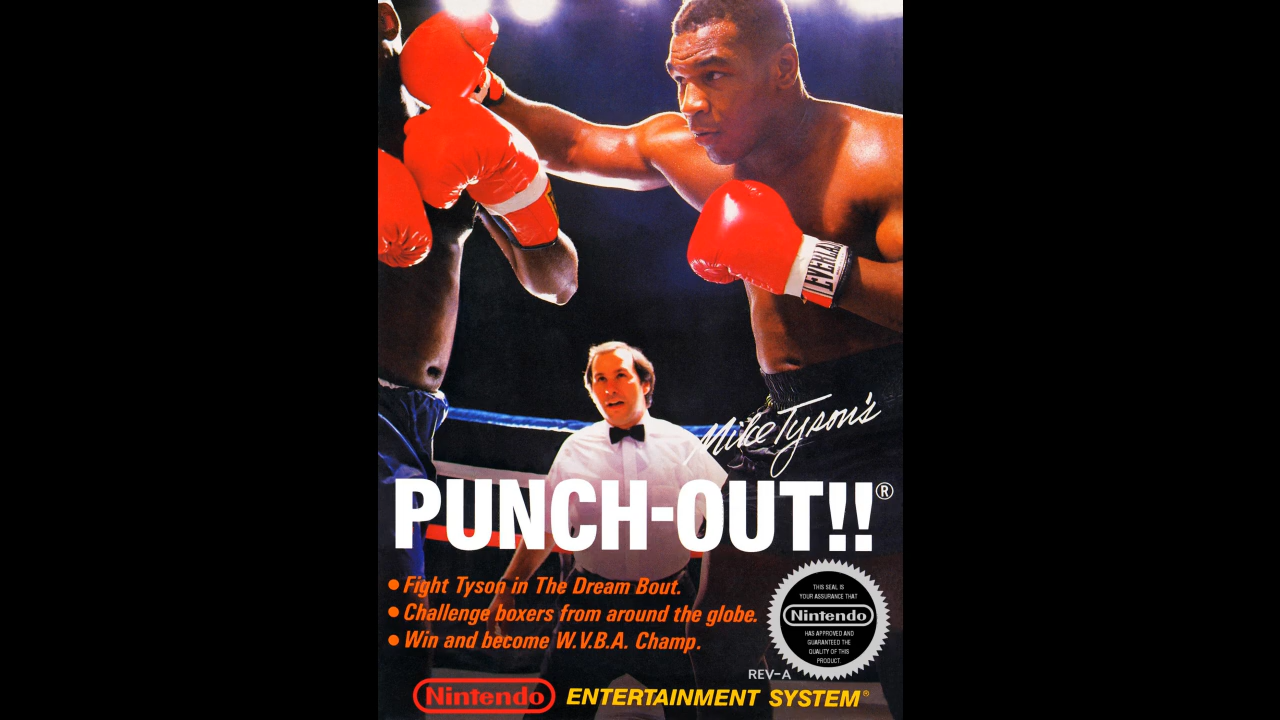 EVERLAST
Mike Tyson's
PUNCH-OUT!!®
• Fight Tyson in The Dream Bout.
• Challenge boxers from around the globe.
• Win and become W.V.B.A. Champ.
THIS SEAL IS
YOUR ASSURANCE THAT
Nintendo
HAS APPROVED AND
GUARANTEED THE
QUALITY OF THIS
PRODUCT.
REV-A
Nintendo ENTERTAINMENT SYSTEM®